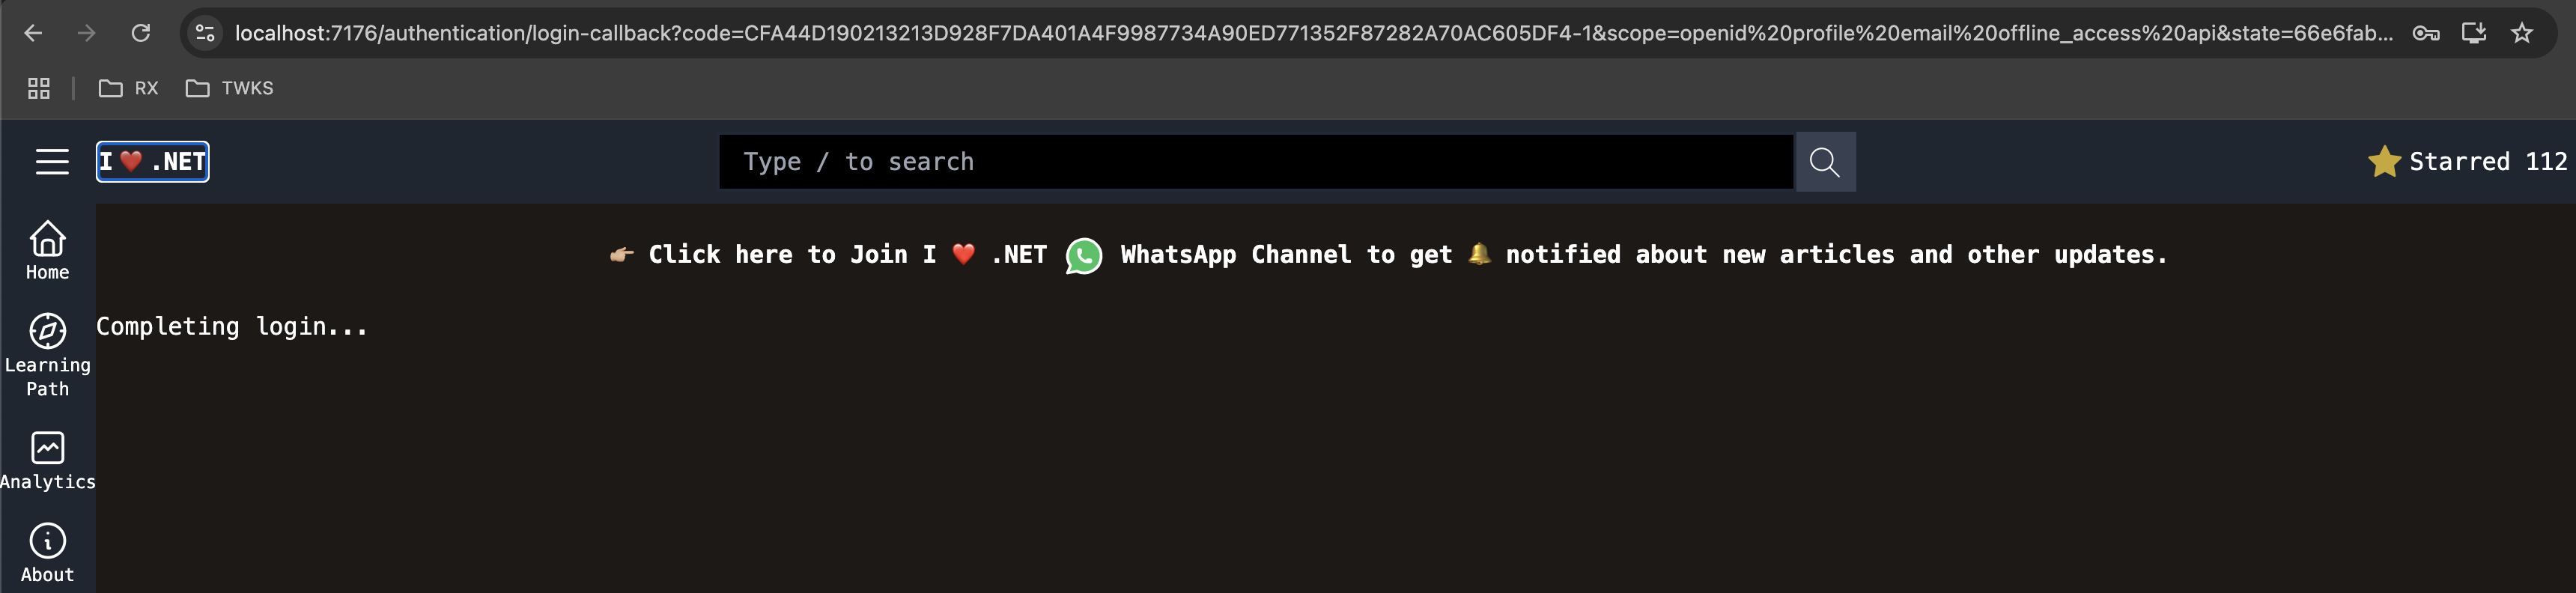 localhost:7176/authentication/login-callback?code=CFA44D190213213D928F7DA401A4F9987734A90ED771352F87282A70AC605DF4-1&scope=openid%20profile%20email%20offline_access%20api&state=66e6fab...
RX TWKS
I ❤️ .NET Type / to search Starred 112
👉🏼 Click here to Join I ❤️ .NET WhatsApp Channel to get 🔔 notified about new articles and other updates.
Home
Completing login...
Learning
Path
Analytics
About